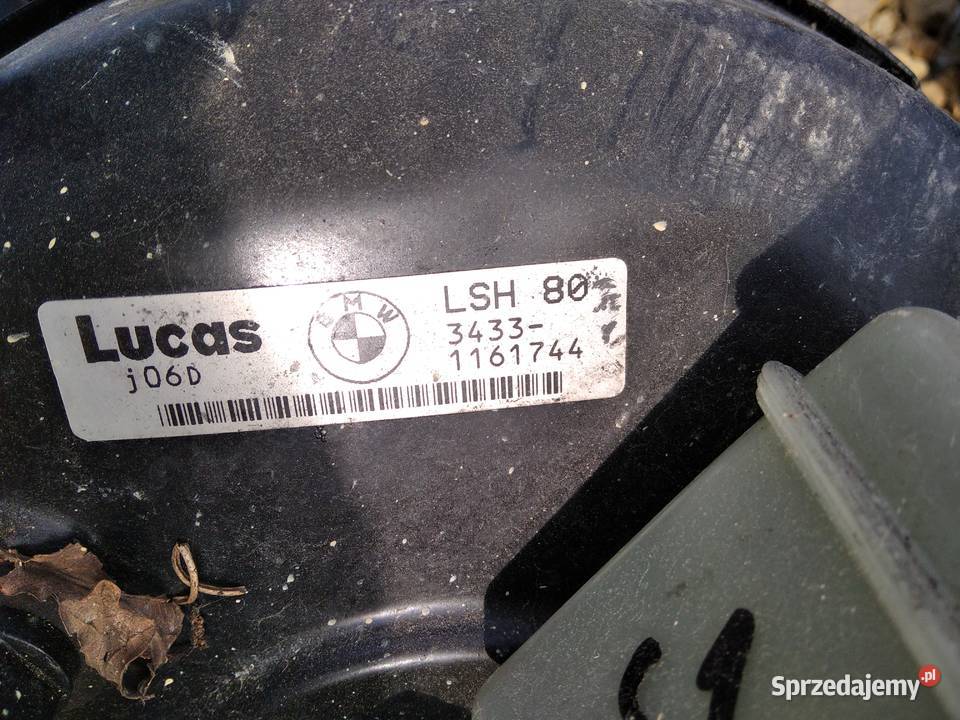 Lucas
j06D
BMW
LSH 80
3433-
1161744
Sprzedajemy.pl